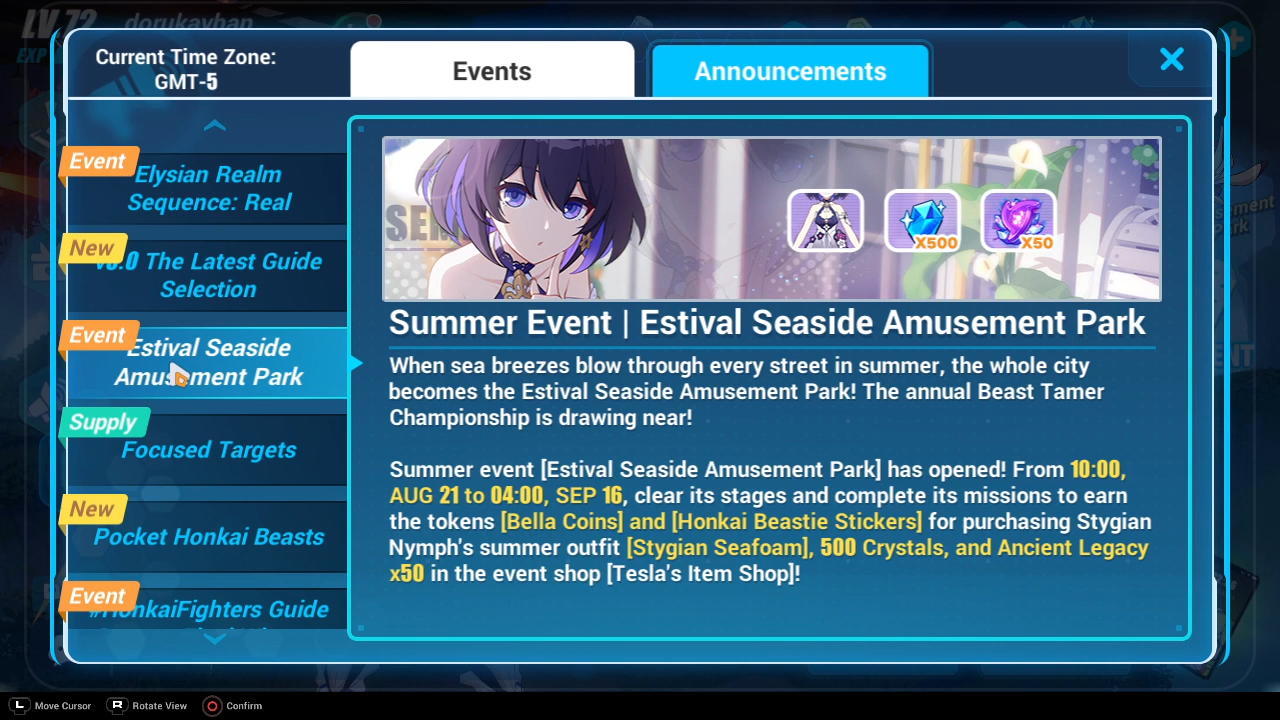 LV.72 dorukayhan
EXP
Current Time Zone:
GMT-5
Events
Announcements
Event
Elysian Realm
Sequence: Real
New
The Latest Guide
Selection
Event
Estival Seaside
Amusement Park
Supply
Focused Targets
New
Pocket Honkai Beasts
Event
#HonkaiFighters Guide
X500
X50
Summer Event | Estival Seaside Amusement Park
When sea breezes blow through every street in summer, the whole city
becomes the Estival Seaside Amusement Park! The annual Beast Tamer
Championship is drawing near!
Summer event [Estival Seaside Amusement Park] has opened! From 10:00,
AUG 21 to 04:00, SEP 16, clear its stages and complete its missions to earn
the tokens [Bella Coins] and [Honkai Beastie Stickers] for purchasing Stygian
Nymph's summer outfit [Stygian Seafoam], 500 Crystals, and Ancient Legacy
x50 in the event shop [Tesla's Item Shop]!
L Move Cursor R Rotate View Confirm